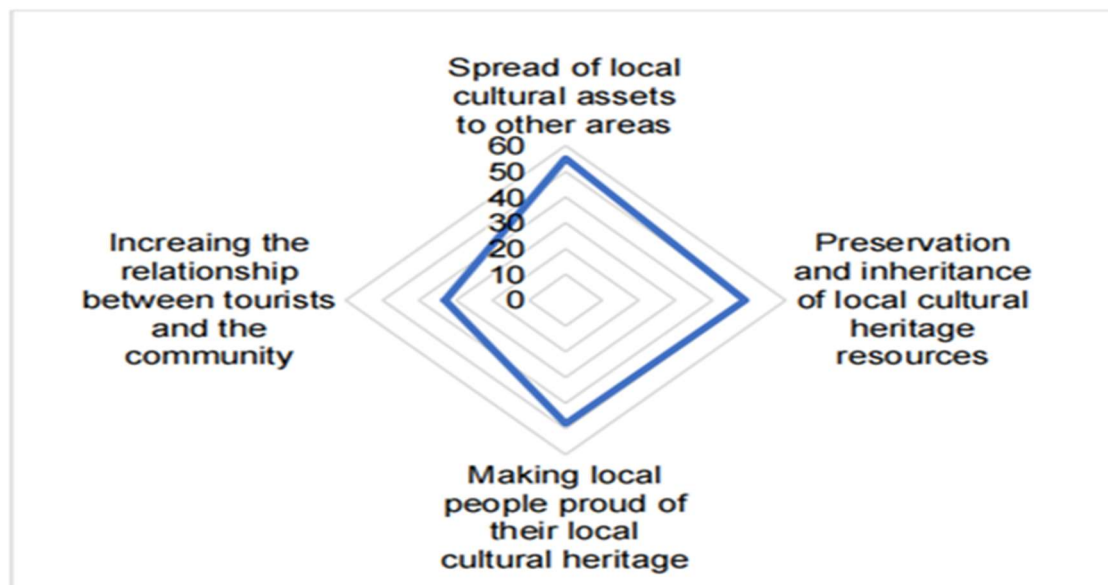 Spread of local
cultural assets
to other areas
60
50
40
30
20
10
0
Increaing the
relationship
between tourists
and the
community
Preservation
and inheritance
of local cultural
heritage
resources
Making local
people proud of
their local
cultural heritage